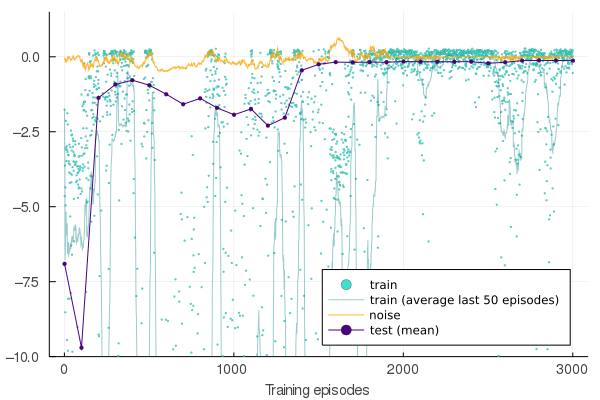 0.0
−2.5
−5.0
−7.5
−10.0
train
train (average last 50 episodes)
noise
test (mean)
0
1000
2000
3000
Training episodes